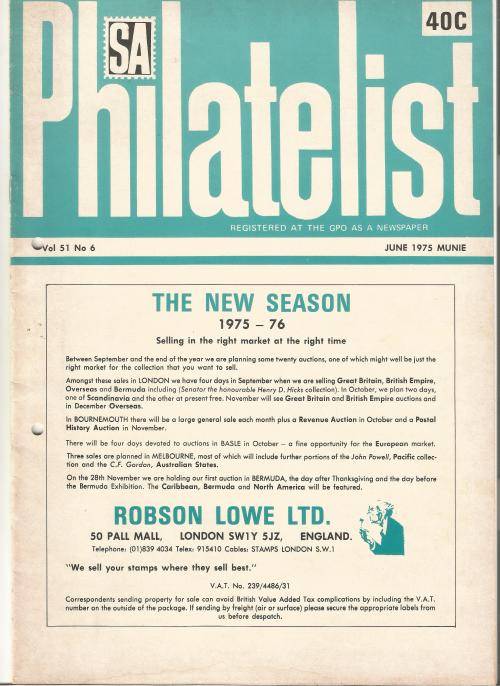 40C
SA
Philatelist
REGISTERED AT THE GPO AS A NEWSPAPER
Vol 51 No 6
JUNE 1975 MUNIE
THE NEW SEASON
1975 – 76
Selling in the right market at the right time
Between September and the end of the year we are planning some twenty auctions, one of which might well be just the
right market for the collection that you want to sell.
Amongst these sales in LONDON we have four days in September when we are selling Great Britain, British Empire,
Overseas and Bermuda including (Senator the honourable Henry D. Hicks collection). In October, we plan two days,
one of Scandinavia and the other at present free. November will see Great Britain and British Empire auctions and
in December Overseas.
In BOURNEMOUTH there will be a large general sale each month plus a Revenue Auction in October and a Postal
History Auction in November.
There will be four days devoted to auctions in BASLE in October – a fine opportunity for the European market.
Three sales are planned in MELBOURNE, most of which will include further portions of the John Powell, Pacific collec-
tion and the C.F. Gordon, Australian States.
On the 28th November we are holding our first auction in BERMUDA, the day after Thanksgiving and the day before
the Bermuda Exhibition. The Caribbean, Bermuda and North America will be featured.
ROBSON LOWE LTD.
50 PALL MALL, LONDON SW1Y 5JZ, ENGLAND.
Telephone: (01)839 4034 Telex: 915410 Cables: STAMPS LONDON S.W.1
"We sell your stamps where they sell best."
V.A.T. No. 239/4486/31
Correspondents sending property for sale can avoid British Value Added Tax complications by including the V.A.T.
number on the outside of the package. If sending by freight (air or surface) please secure the appropriate labels from
us before despatch.